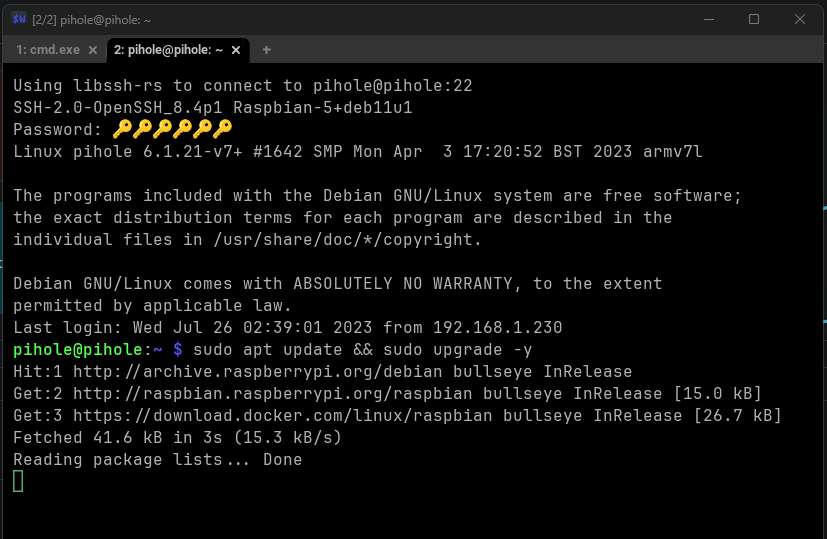 [2/2] pihole@pihole: ~
1: cmd.exe
2: pihole@pihole: ~
Using libssh-rs to connect to pihole@pihole:22
SSH-2.0-OpenSSH_8.4p1 Raspbian-5+deb11u1
Password: 🔑🔑🔑🔑🔑🔑
Linux pihole 6.1.21-v7+ #1642 SMP Mon Apr  3 17:20:52 BST 2023 armv7l
The programs included with the Debian GNU/Linux system are free software;
the exact distribution terms for each program are described in the
individual files in /usr/share/doc/*/copyright.
Debian GNU/Linux comes with ABSOLUTELY NO WARRANTY, to the extent
permitted by applicable law.
Last login: Wed Jul 26 02:39:01 2023 from 192.168.1.230
pihole@pihole:~ $ sudo apt update && sudo upgrade -y
Hit:1 http://archive.raspberrypi.org/debian bullseye InRelease
Get:2 http://raspbian.raspberrypi.org/raspbian bullseye InRelease [15.0 kB]
Get:3 https://download.docker.com/linux/raspbian bullseye InRelease [26.7 kB]
Fetched 41.6 kB in 3s (15.3 kB/s)
Reading package lists... Done